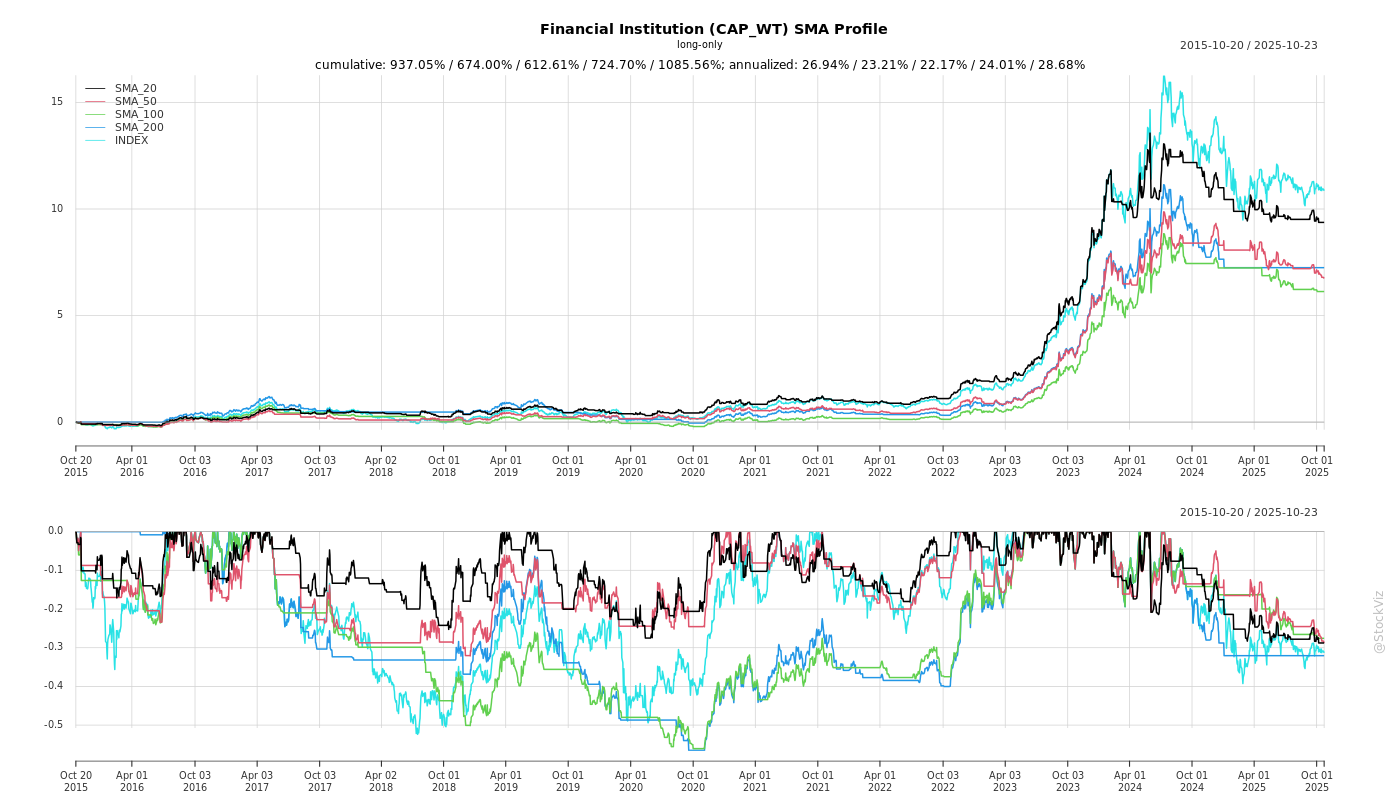 Financial Institution (CAP_WT) SMA Profile
long-only
2015-10-20 / 2025-10-23
cumulative: 937.05% / 674.00% / 612.61% / 724.70% / 1085.56%; annualized: 26.94% / 23.21% / 22.17% / 24.01% / 28.68%
SMA_20
SMA_50
SMA_100
SMA_200
INDEX
15
10
5
0
Oct 20 Apr 01 Oct 03 Apr 03 Oct 03 Apr 02 Oct 01 Apr 01 Oct 01 Apr 01 Oct 01 Apr 01 Oct 01 Apr 01 Oct 03 Apr 03 Oct 03 Apr 01 Oct 01 Apr 01 Oct 01
2015 2016 2016 2017 2017 2018 2018 2019 2019 2020 2020 2021 2021 2022 2022 2023 2023 2024 2024 2025 2025
2015-10-20 / 2025-10-23
0.0
-0.1
-0.2
-0.3
-0.4
-0.5
Oct 20 Apr 01 Oct 03 Apr 03 Oct 03 Apr 02 Oct 01 Apr 01 Oct 01 Apr 01 Oct 01 Apr 01 Oct 01 Apr 01 Oct 03 Apr 03 Oct 03 Apr 01 Oct 01 Apr 01 Oct 01
2015 2016 2016 2017 2017 2018 2018 2019 2019 2020 2020 2021 2021 2022 2022 2023 2023 2024 2024 2025 2025
@StockViz